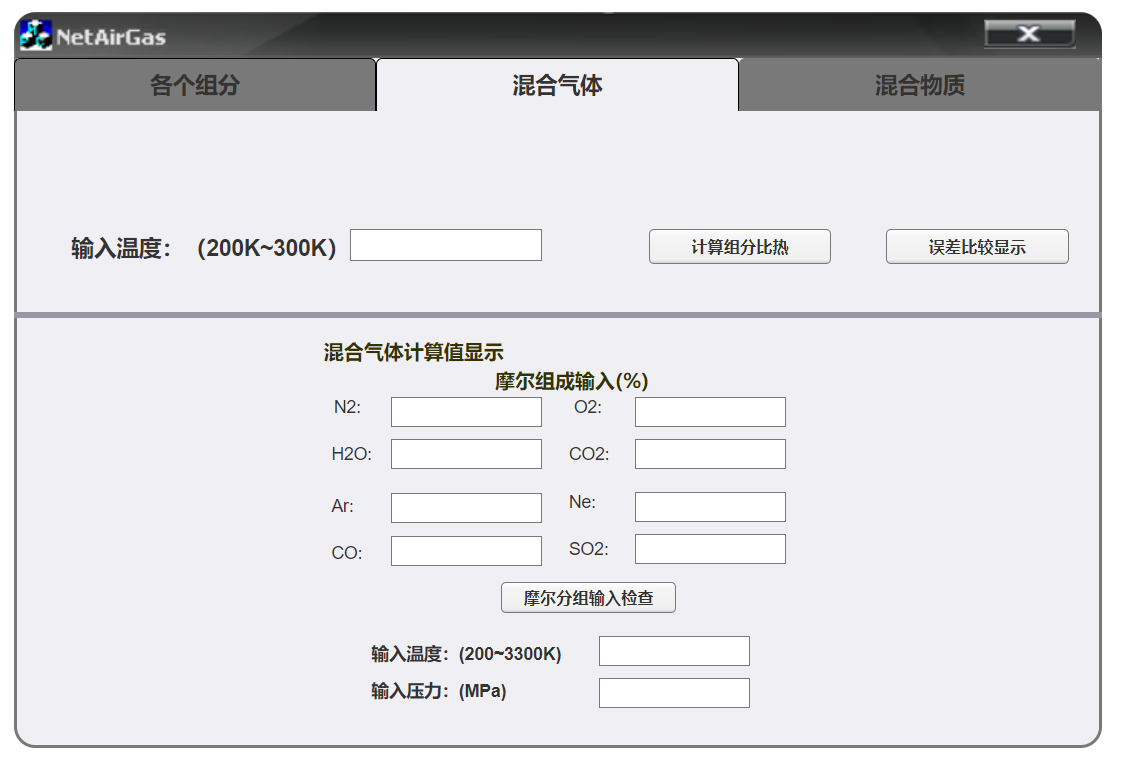 NetAirGas
各个组分 混合气体 混合物质
输入温度：（200K~300K） 计算组分比热 误差比较显示
混合气体计算值显示
摩尔组成输入(%)
N2: O2:
H2O: CO2:
Ar: Ne:
CO: SO2:
摩尔分组输入检查
输入温度：(200~3300K)
输入压力：(MPa)